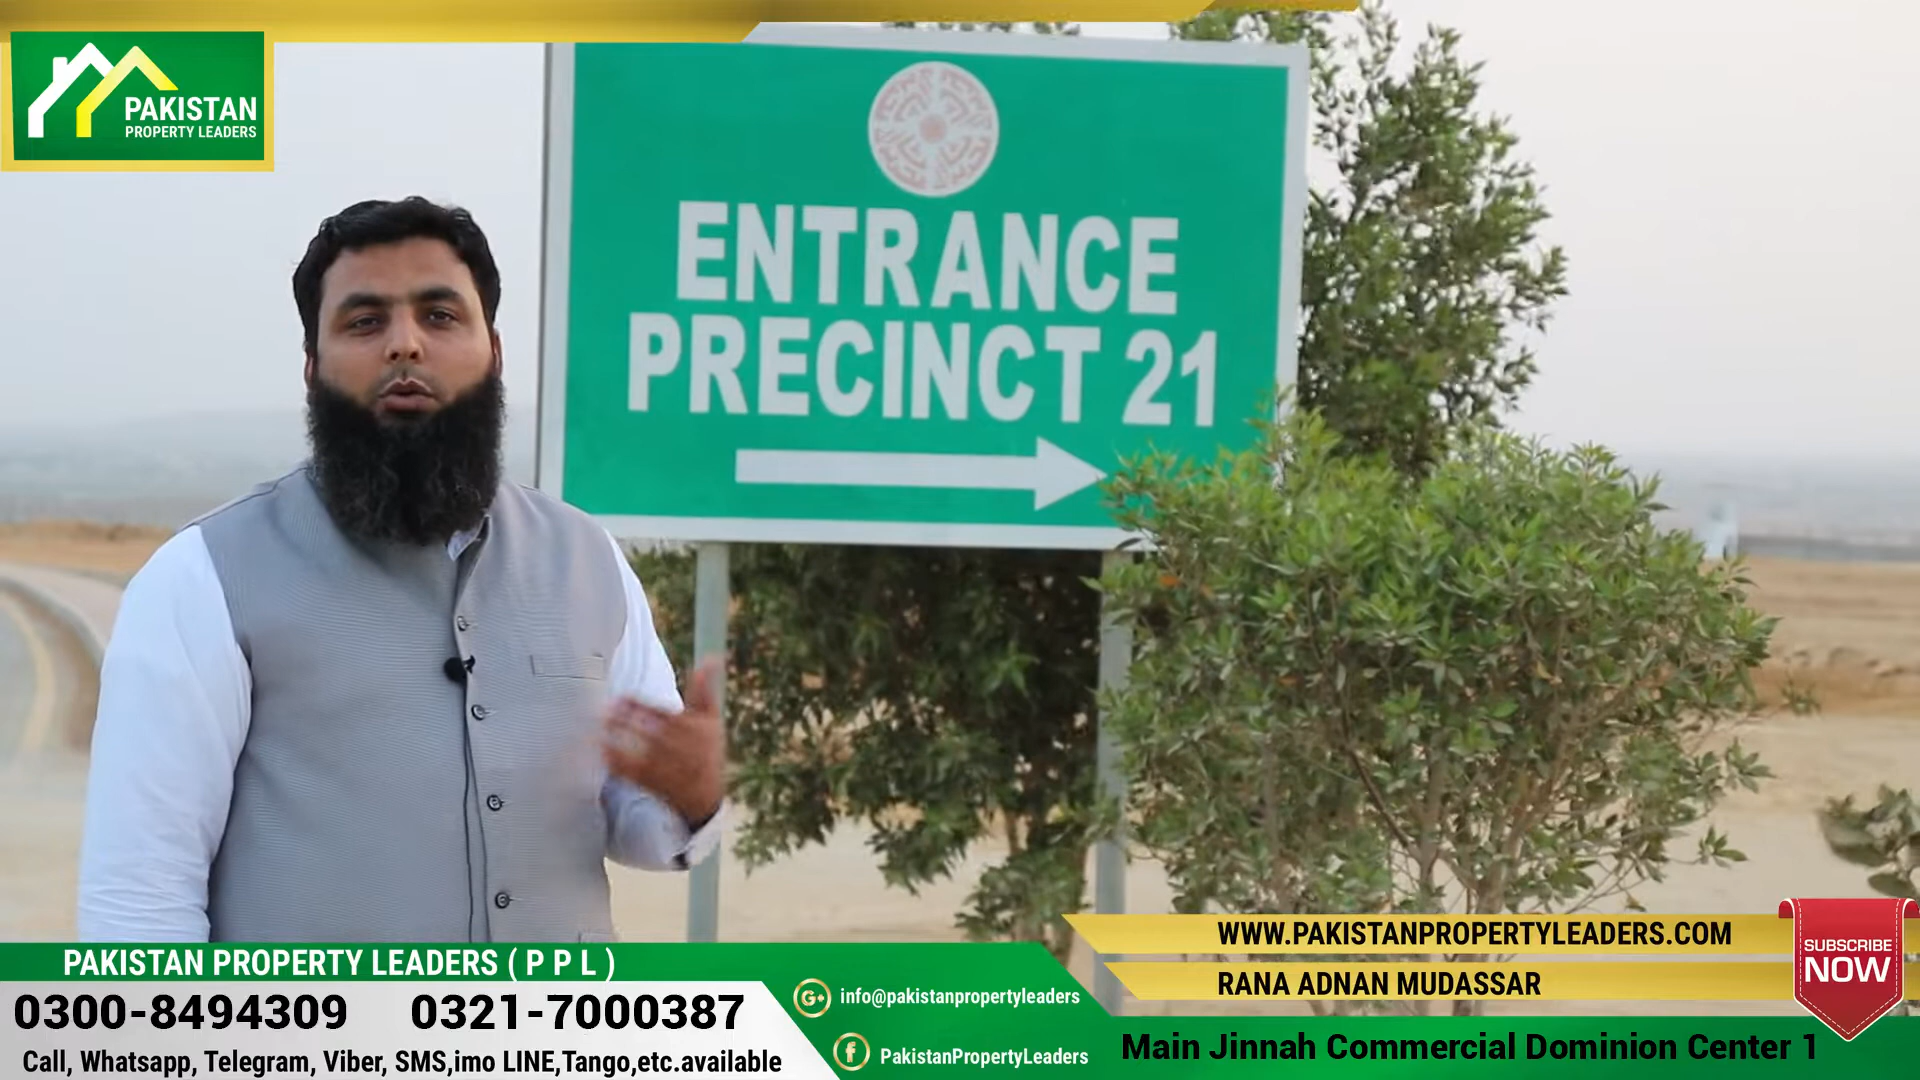 PAKISTAN
PROPERTY LEADERS
ENTRANCE
PRECINCT 21
WWW.PAKISTANPROPERTYLEADERS.COM
RANA ADNAN MUDASSAR
SUBSCRIBE
NOW
PAKISTAN PROPERTY LEADERS ( P P L )
0300-8494309 0321-7000387
Call, Whatsapp, Telegram, Viber, SMS,imo LINE,Tango,etc.available
G+ info@pakistanpropertyleaders
f PakistanPropertyLeaders
Main Jinnah Commercial Dominion Center 1